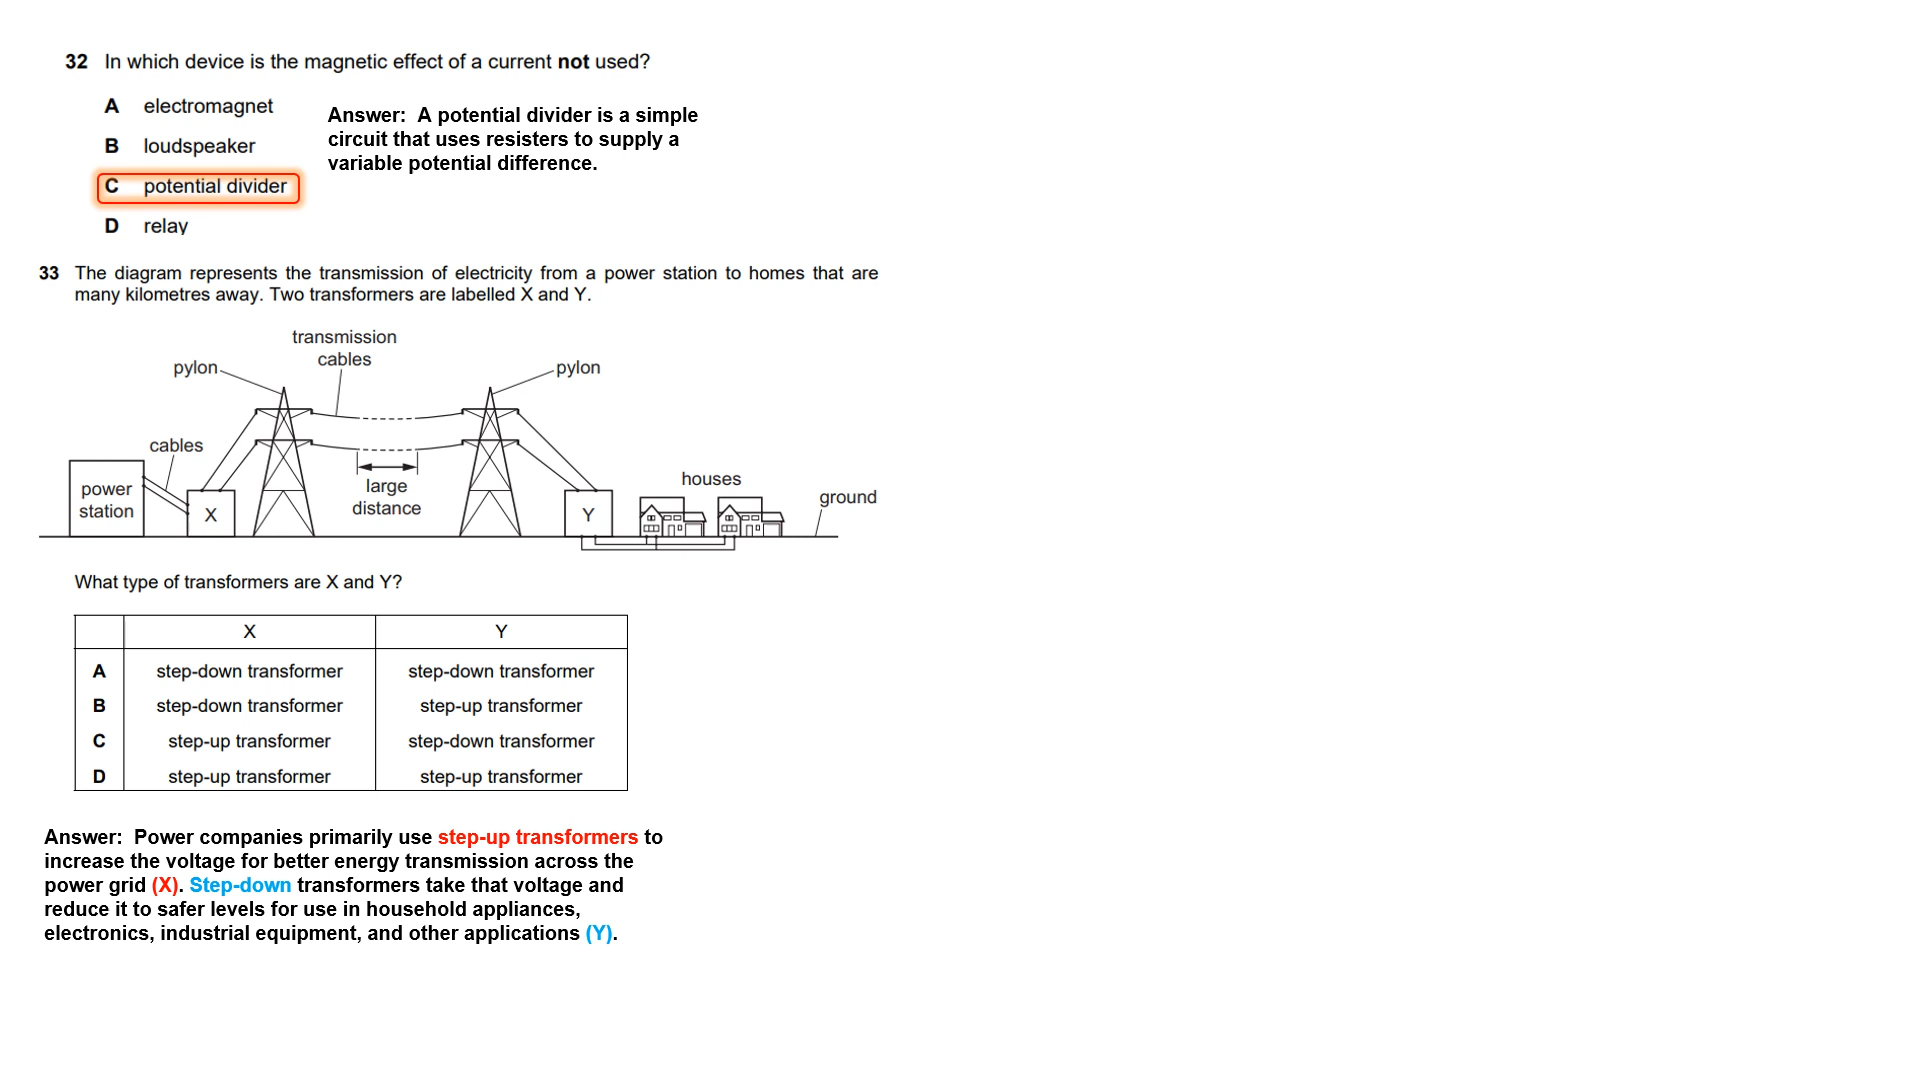 32 In which device is the magnetic effect of a current not used?
A electromagnet
B loudspeaker
C potential divider
D relay
Answer: A potential divider is a simple
circuit that uses resisters to supply a
variable potential difference.
33 The diagram represents the transmission of electricity from a power station to homes that are
many kilometres away. Two transformers are labelled X and Y.
transmission
cables
pylon
pylon
cables
power
station
X
large
distance
Y
houses
ground
What type of transformers are X and Y?
X Y
A step-down transformer step-down transformer
B step-down transformer step-up transformer
C step-up transformer step-down transformer
D step-up transformer step-up transformer
Answer: Power companies primarily use step-up transformers to
increase the voltage for better energy transmission across the
power grid (X). Step-down transformers take that voltage and
reduce it to safer levels for use in household appliances,
electronics, industrial equipment, and other applications (Y).